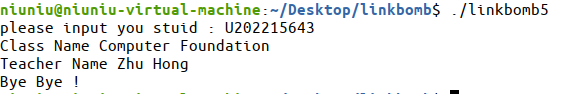 niuniu@niuniu-virtual-machine:~/Desktop/linkbomb$ ./linkbomb5
please input you stuid : U202215643
Class Name Computer Foundation
Teacher Name Zhu Hong
Bye Bye !